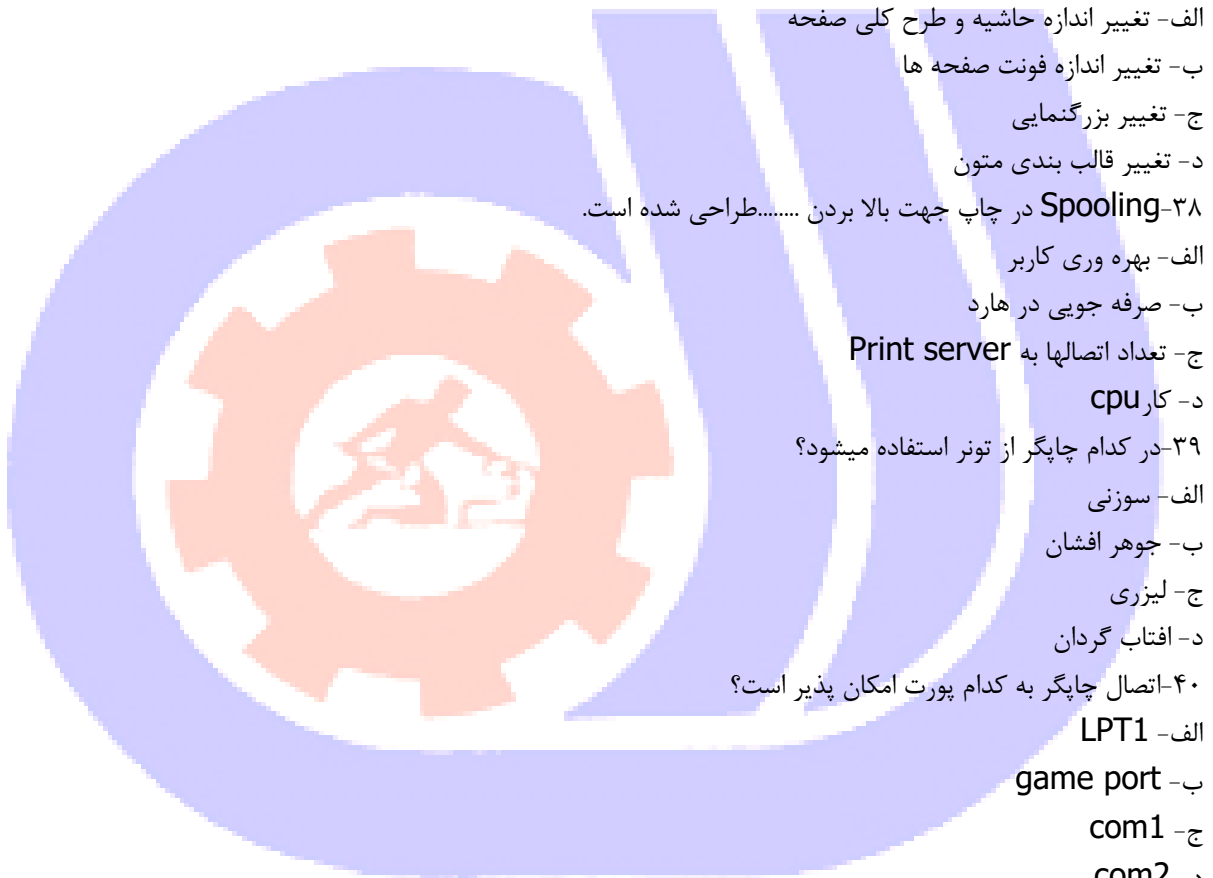 الف- تغییر اندازه حاشیه و طرح کلی صفحه
ب- تغییر اندازه فونت صفحه ها
ج- تغییر بزرگنمایی
د- تغییر قالب بندی متون
۳۸-Spooling در چاپ جهت بالا بردن ........طراحی شده است.
الف- بهره وری کاربر
ب- صرفه جویی در هارد
ج- تعداد اتصالها به Print server
د- کارcpu
۳۹-در کدام چاپگر از تونر استفاده میشود؟
الف- سوزنی
ب- جوهر افشان
ج- لیزری
د- افتاب گردان
۴۰-اتصال چاپگر به کدام پورت امکان پذیر است؟
الف- LPT1
ب- game port
ج- com1
د- com2